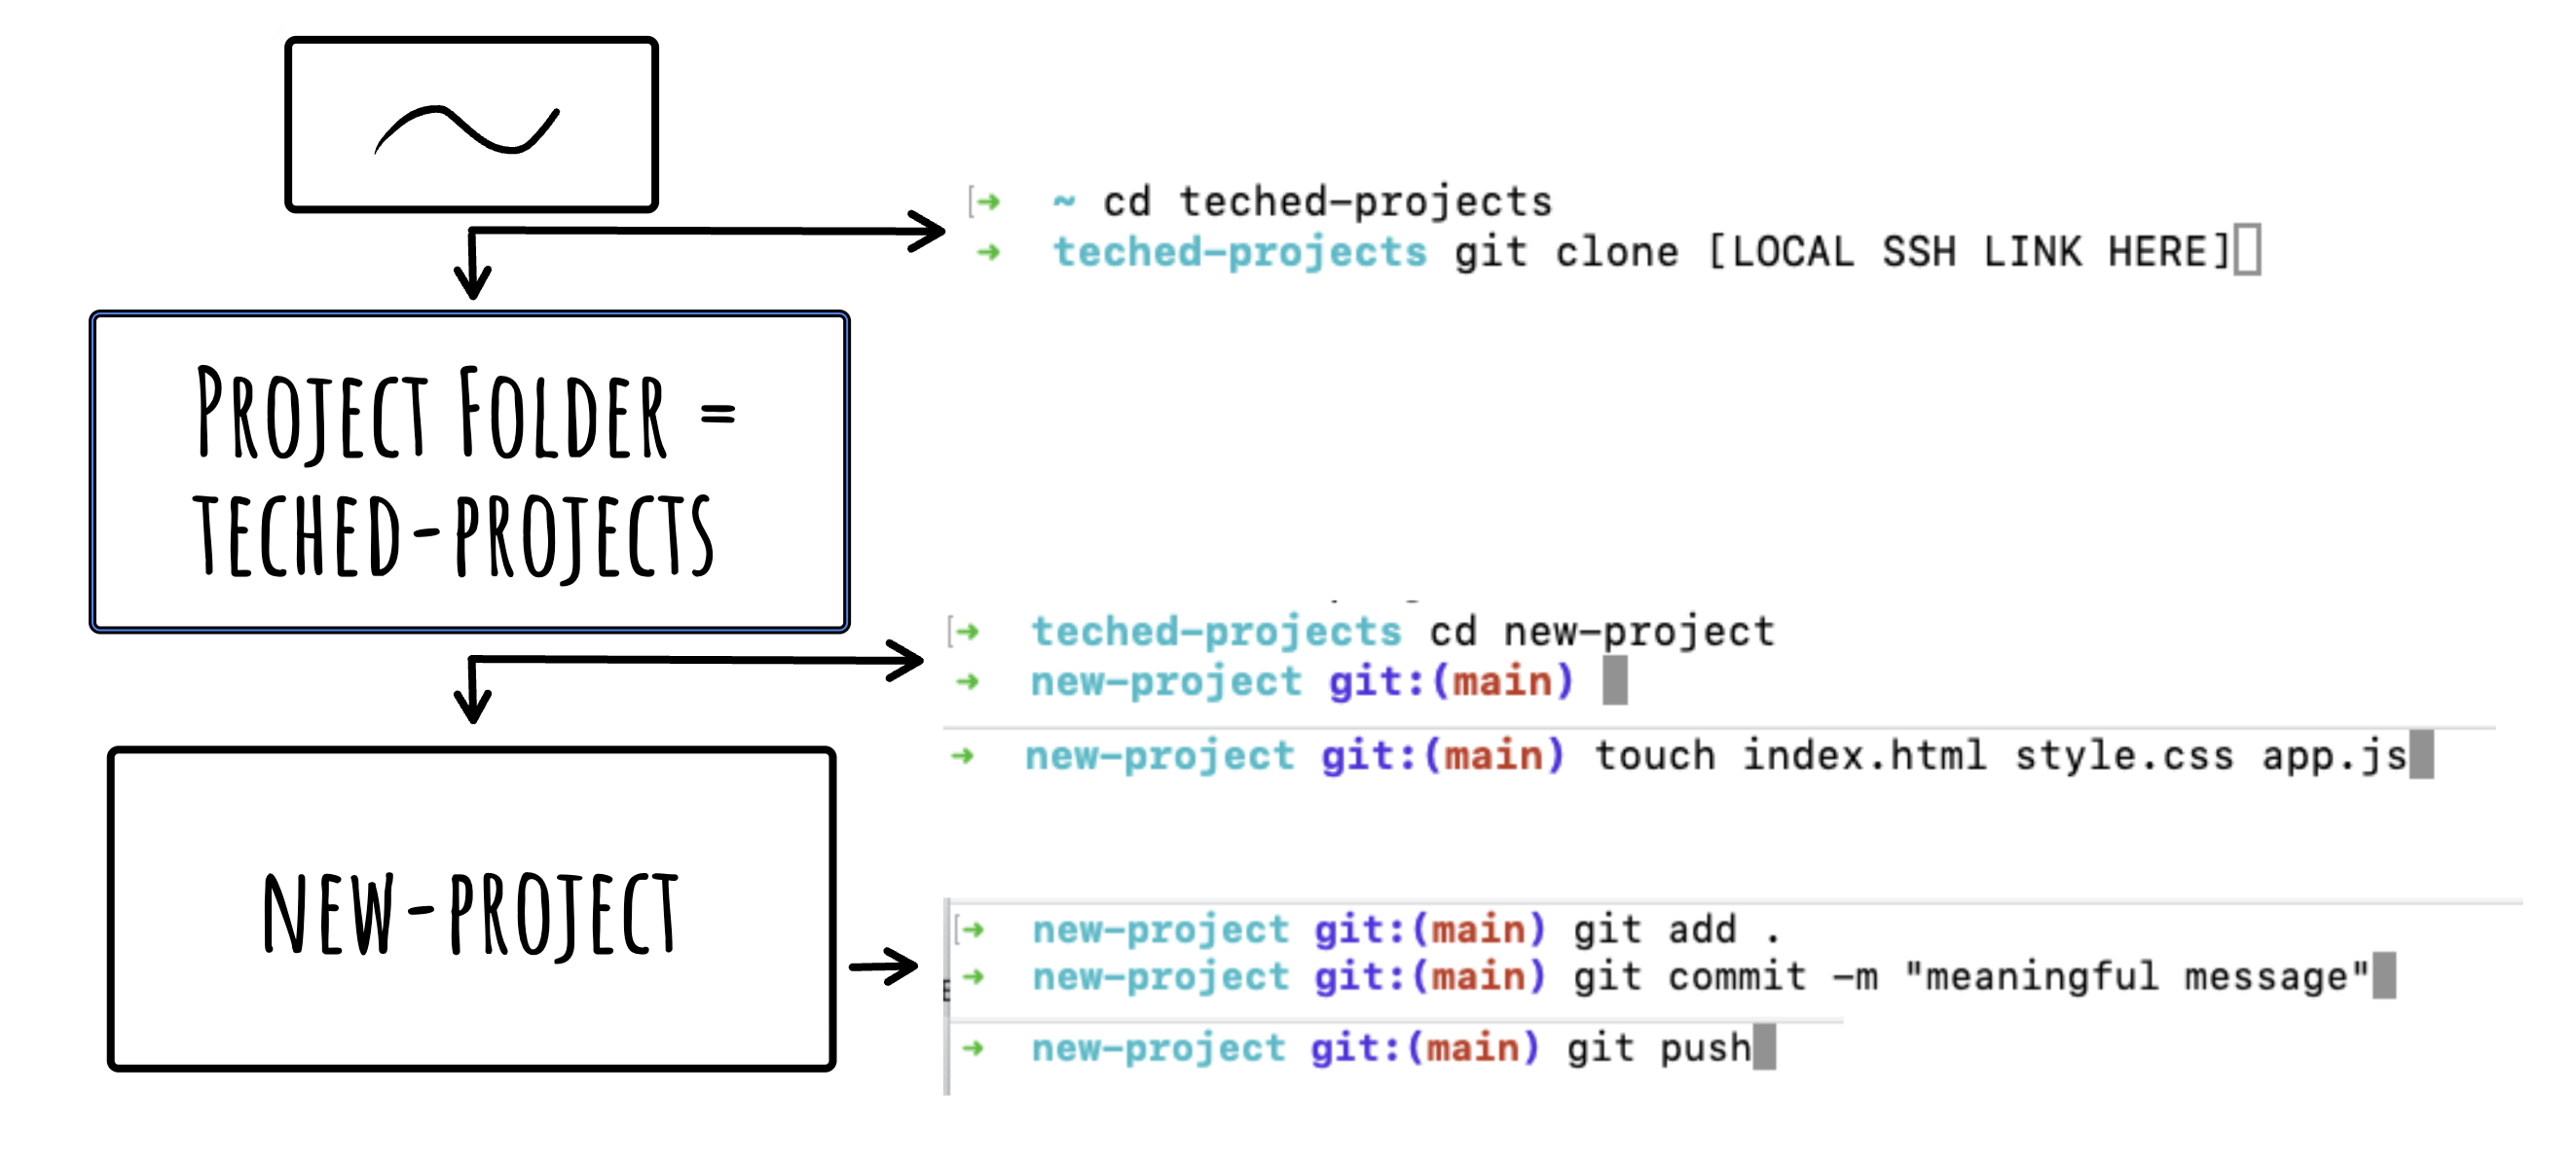 ~
➜ ~ cd teched-projects
➜ teched-projects git clone [LOCAL SSH LINK HERE]
PROJECT FOLDER =
TECHED-PROJECTS
➜ teched-projects cd new-project
➜ new-project git:(main)
➜ new-project git:(main) touch index.html style.css app.js
NEW-PROJECT
➜ new-project git:(main) git add .
➜ new-project git:(main) git commit -m "meaningful message"
➜ new-project git:(main) git push